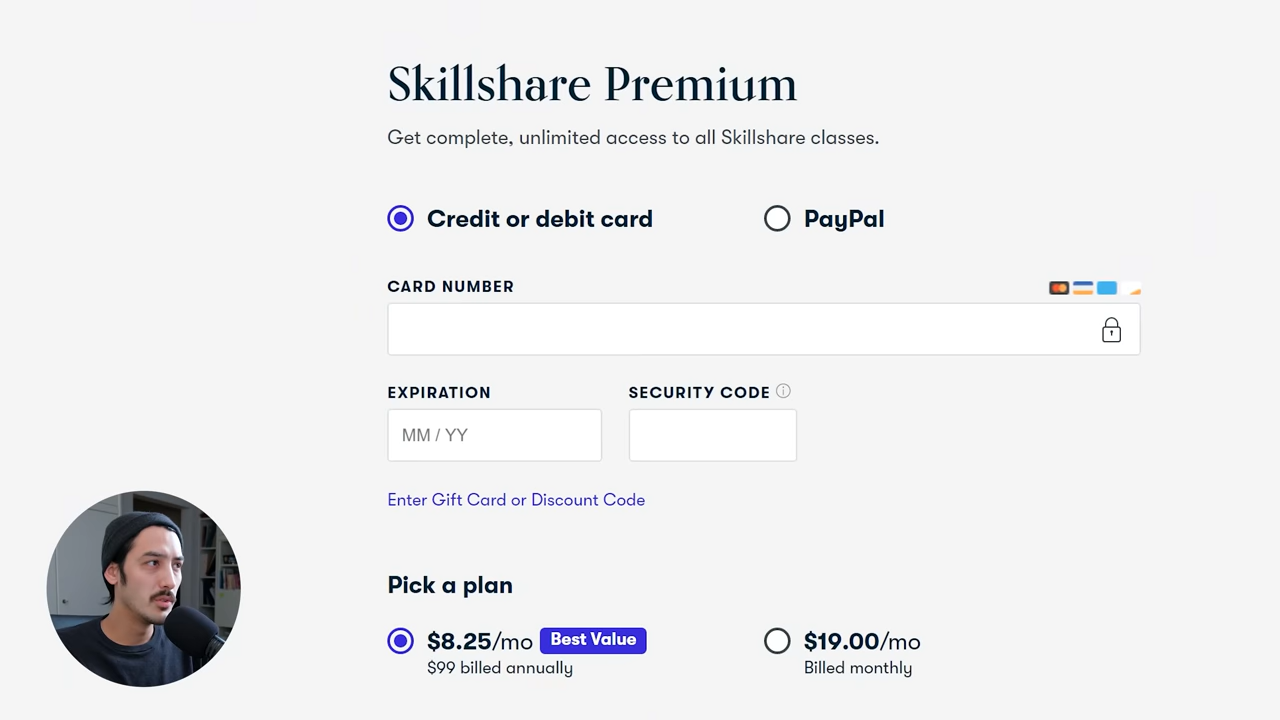 Skillshare Premium
Get complete, unlimited access to all Skillshare classes.
Credit or debit card
PayPal
CARD NUMBER
EXPIRATION
SECURITY CODE
MM / YY
Enter Gift Card or Discount Code
Pick a plan
$8.25/mo Best Value
$99 billed annually
$19.00/mo
Billed monthly